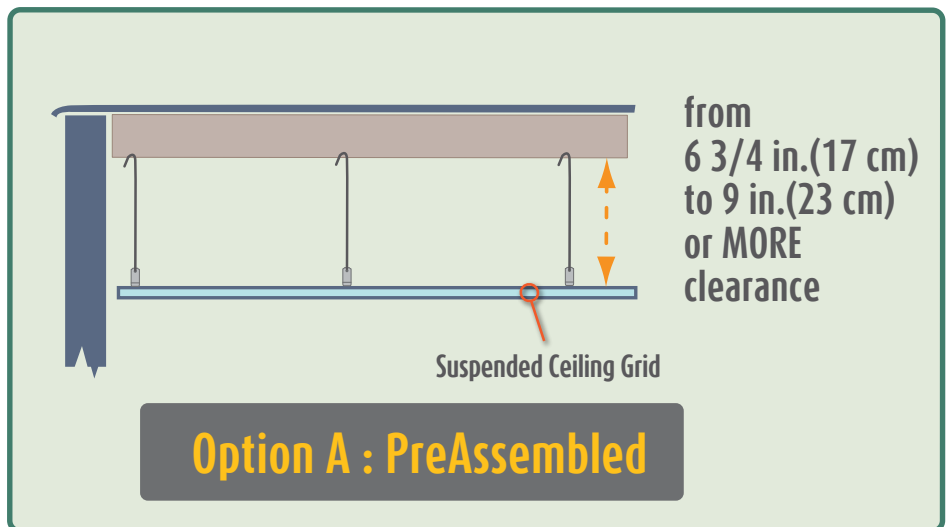 from
6 3/4 in.(17 cm)
to 9 in.(23 cm)
or MORE
clearance
Suspended Ceiling Grid
Option A : PreAssembled